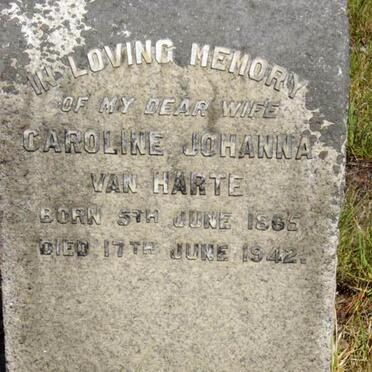 IN LOVING MEMORY
OF MY DEAR WIFE
CAROLINE JOHANNA
VAN HARTE
BORN 5TH JUNE 1865
DIED 17TH JUNE 1942.